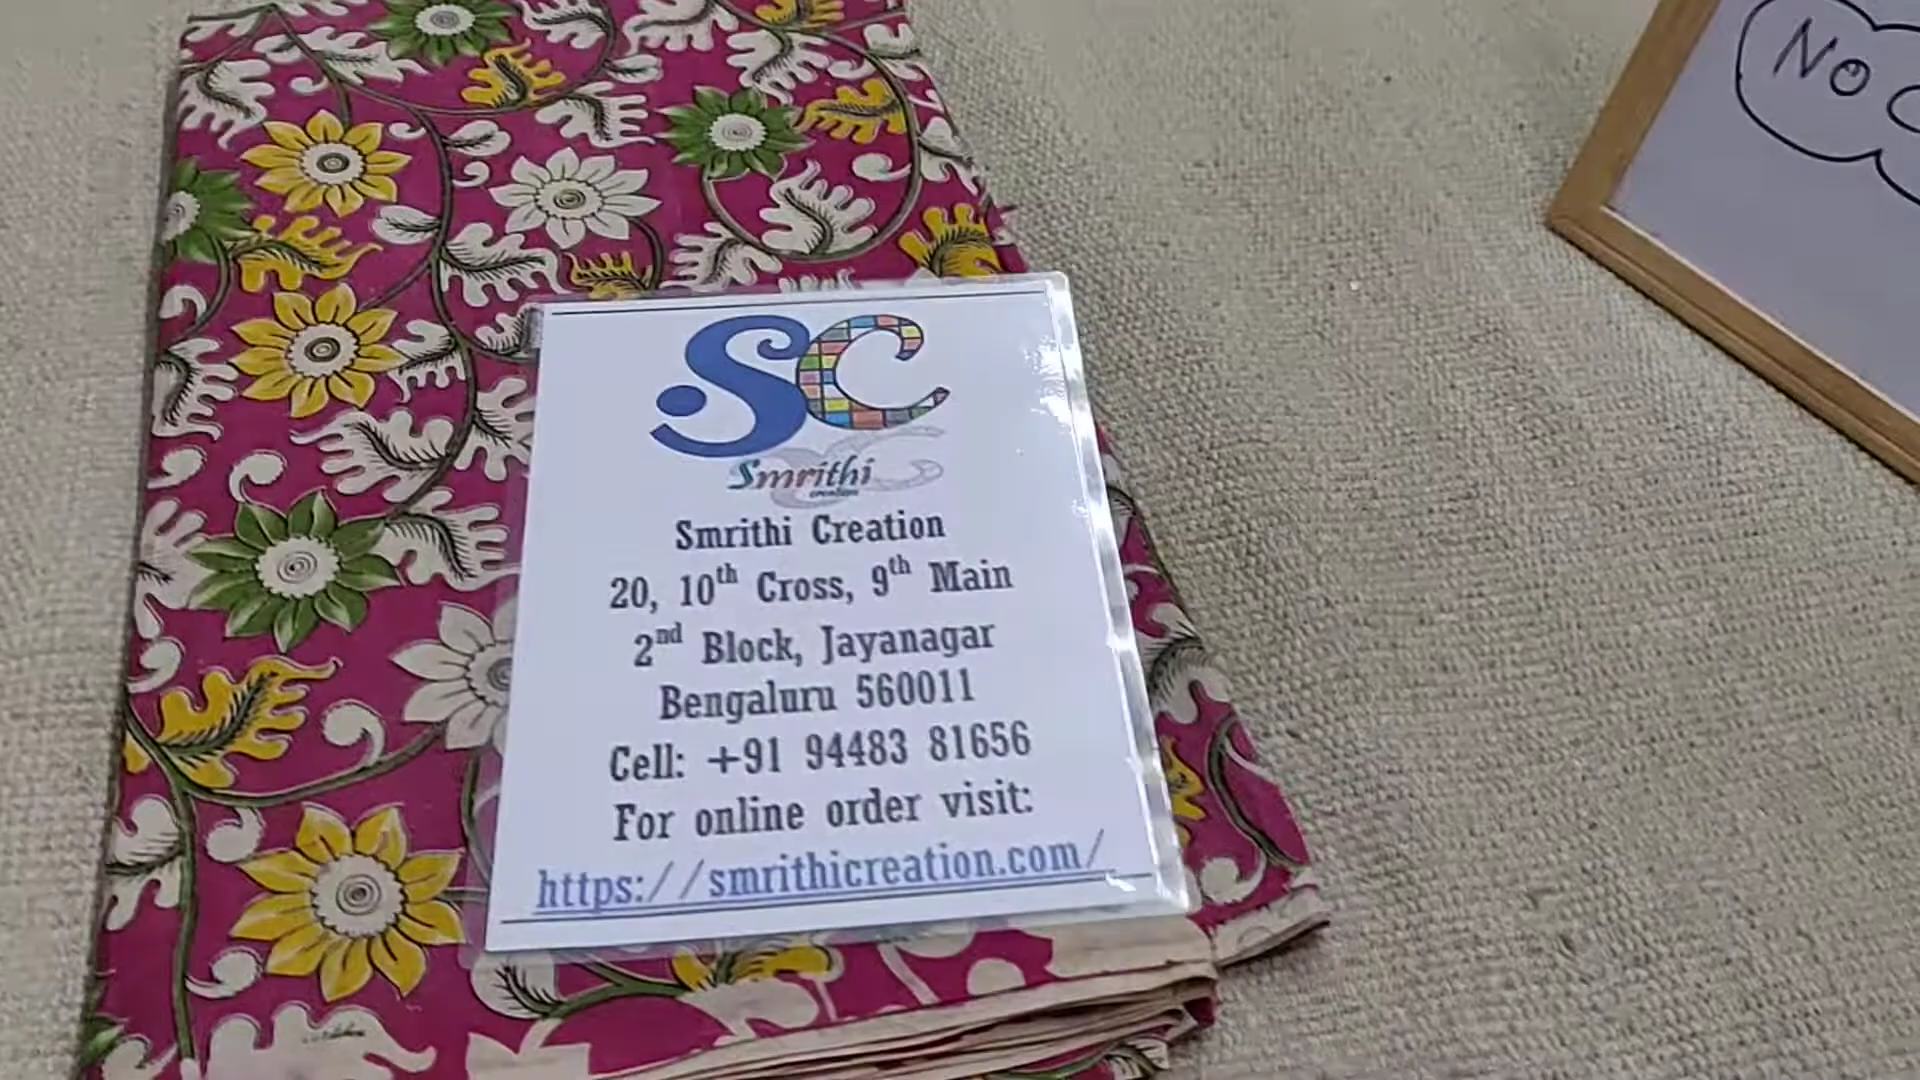 SC
Smrithi
creation
Smrithi Creation
20, 10th Cross, 9th Main
2nd Block, Jayanagar
Bengaluru 560011
Cell: +91 94483 81656
For online order visit:
https://smrithicreation.com/
No